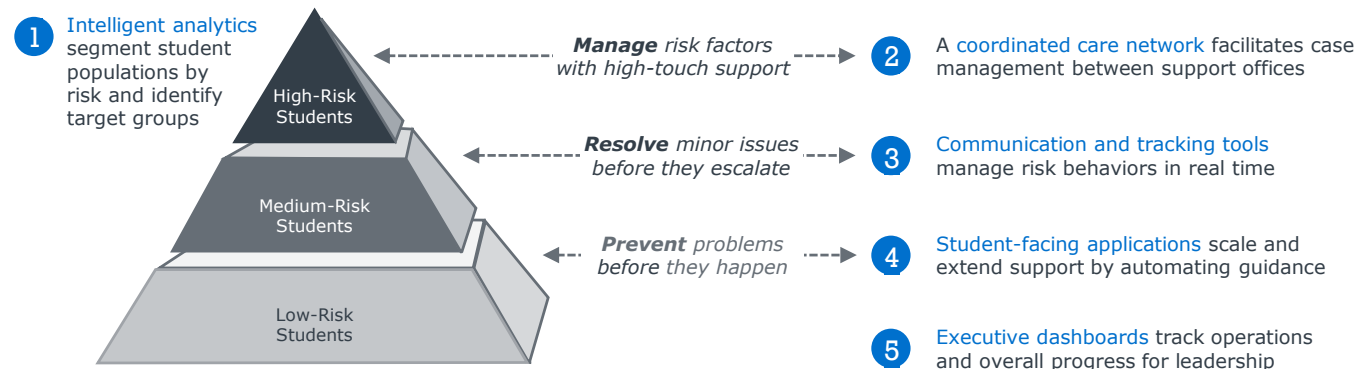 1
Intelligent analytics
segment student
populations by
risk and identify
target groups
High-Risk
Students
Medium-Risk
Students
Low-Risk
Students
Manage risk factors
with high-touch support
2
A coordinated care network facilitates case
management between support offices
Resolve minor issues
before they escalate
3
Communication and tracking tools
manage risk behaviors in real time
Prevent problems
before they happen
4
Student-facing applications scale and
extend support by automating guidance
5
Executive dashboards track operations
and overall progress for leadership